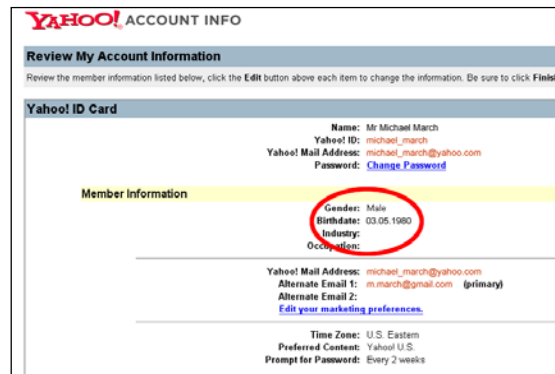 YAHOO! ACCOUNT INFO
Review My Account Information
Review the member information listed below, click the Edit button above each item to change the information. Be sure to click Finis
Yahoo! ID Card
Name: Mr Michael March
Yahoo! ID: michael_march
Yahoo! Mail Address: michael_march@yahoo.com
Password: Change Password
Member Information
Gender: Male
Birthdate: 03.05.1980
Industry:
Occupation:
Yahoo! Mail Address: michael_march@yahoo.com
Alternate Email 1: m.march@gmail.com (primary)
Alternate Email 2:
Edit your marketing preferences.
Time Zone: U.S. Eastern
Preferred Content: Yahoo! U.S.
Prompt for Password: Every 2 weeks